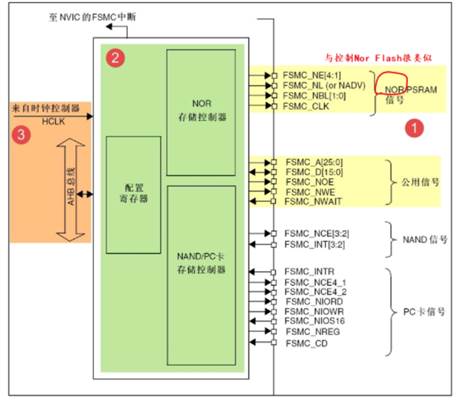 至 NVIC 的FSMC中断
与控制Nor Flash很类似
②
NOR
存储控制器
FSMC_NE[4:1]
FSMC_NL (or NADV)
FSMC_NBL[1:0]
FSMC_CLK
NOR/PSRAM
信号
①
③
来自时钟控制器
HCLK
AHB总线
配置
寄存器
FSMC_A[25:0]
FSMC_D[15:0]
FSMC_NOE
FSMC_NWE
FSMC_NWAIT
公用信号
NAND/PC卡
存储控制器
FSMC_NCE[3:2]
FSMC_INT[3:2]
NAND 信号
FSMC_INTR
FSMC_NCE4_1
FSMC_NCE4_2
FSMC_NIORD
FSMC_NIOWR
FSMC_NIOS16
FSMC_NREG
FSMC_CD
PC卡信号